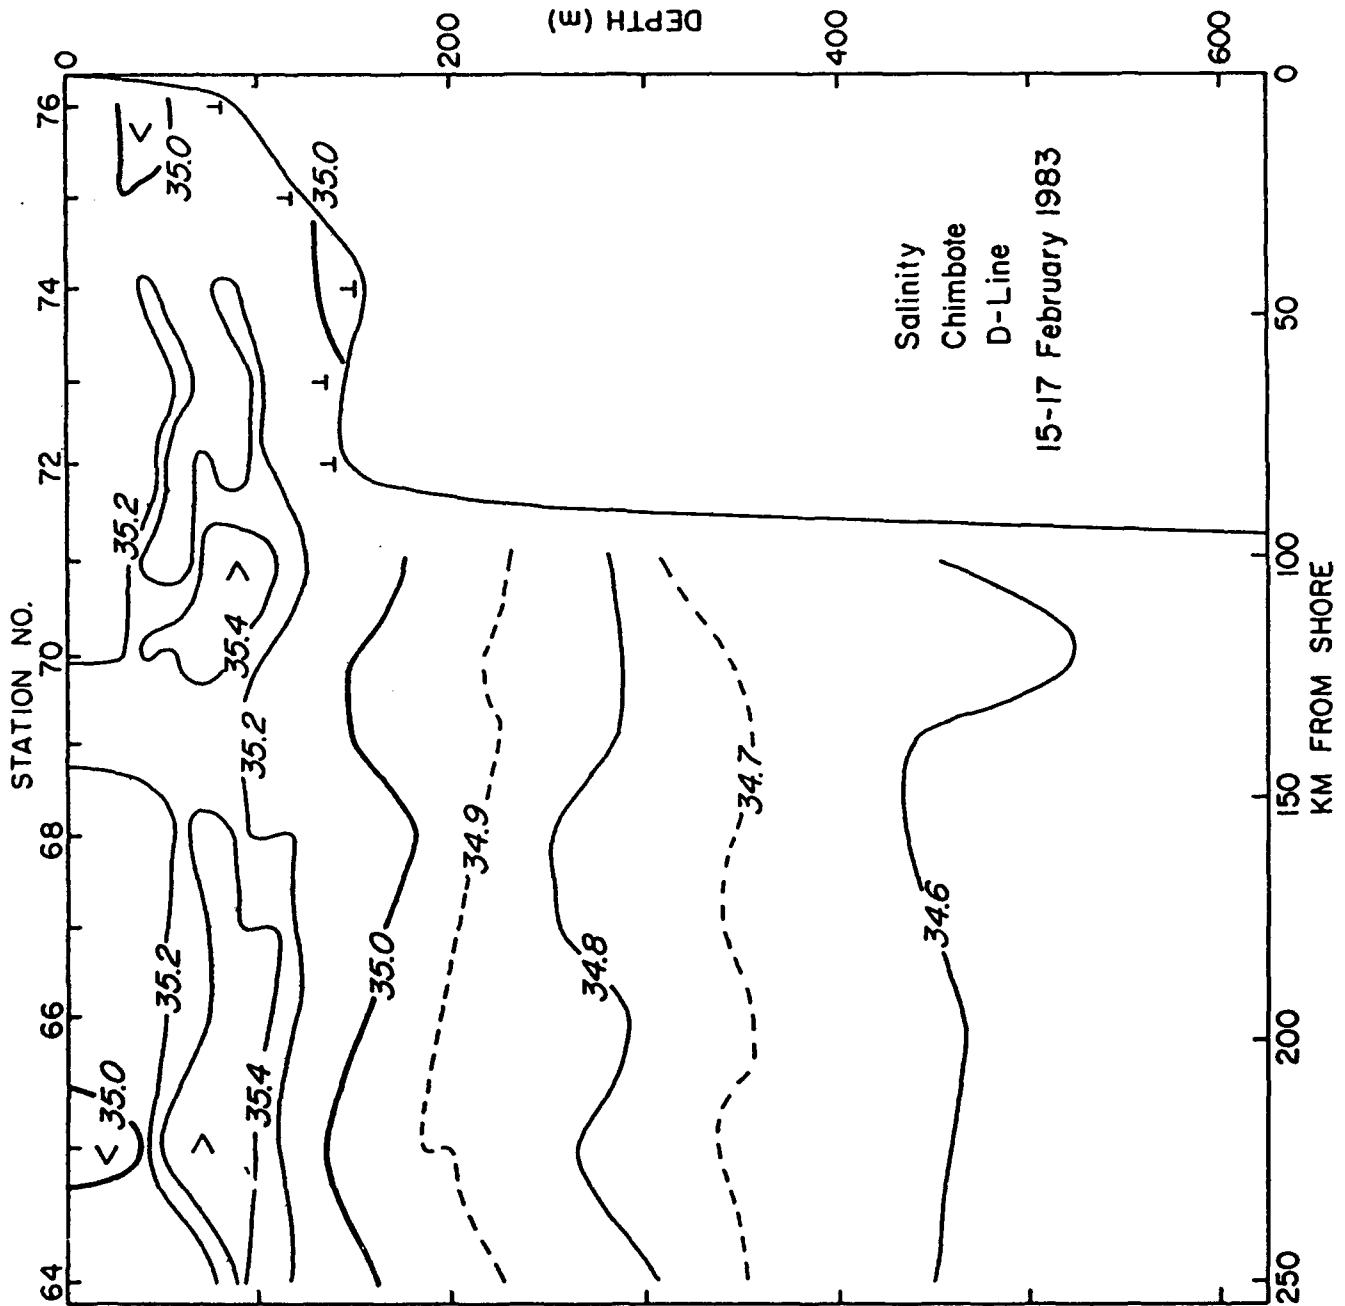 STATION NO.
64 66 68 70 72 74 76
0
200
400
600
DEPTH (m)
35.0
<
35.2
>
35.4
35.2
35.4
>
35.2
35.0
<
35.0
35.0
34.9
34.8
34.7
34.6
Salinity
Chimbote
D-Line
15-17 February 1983
250 200 150 100 50 0
KM FROM SHORE